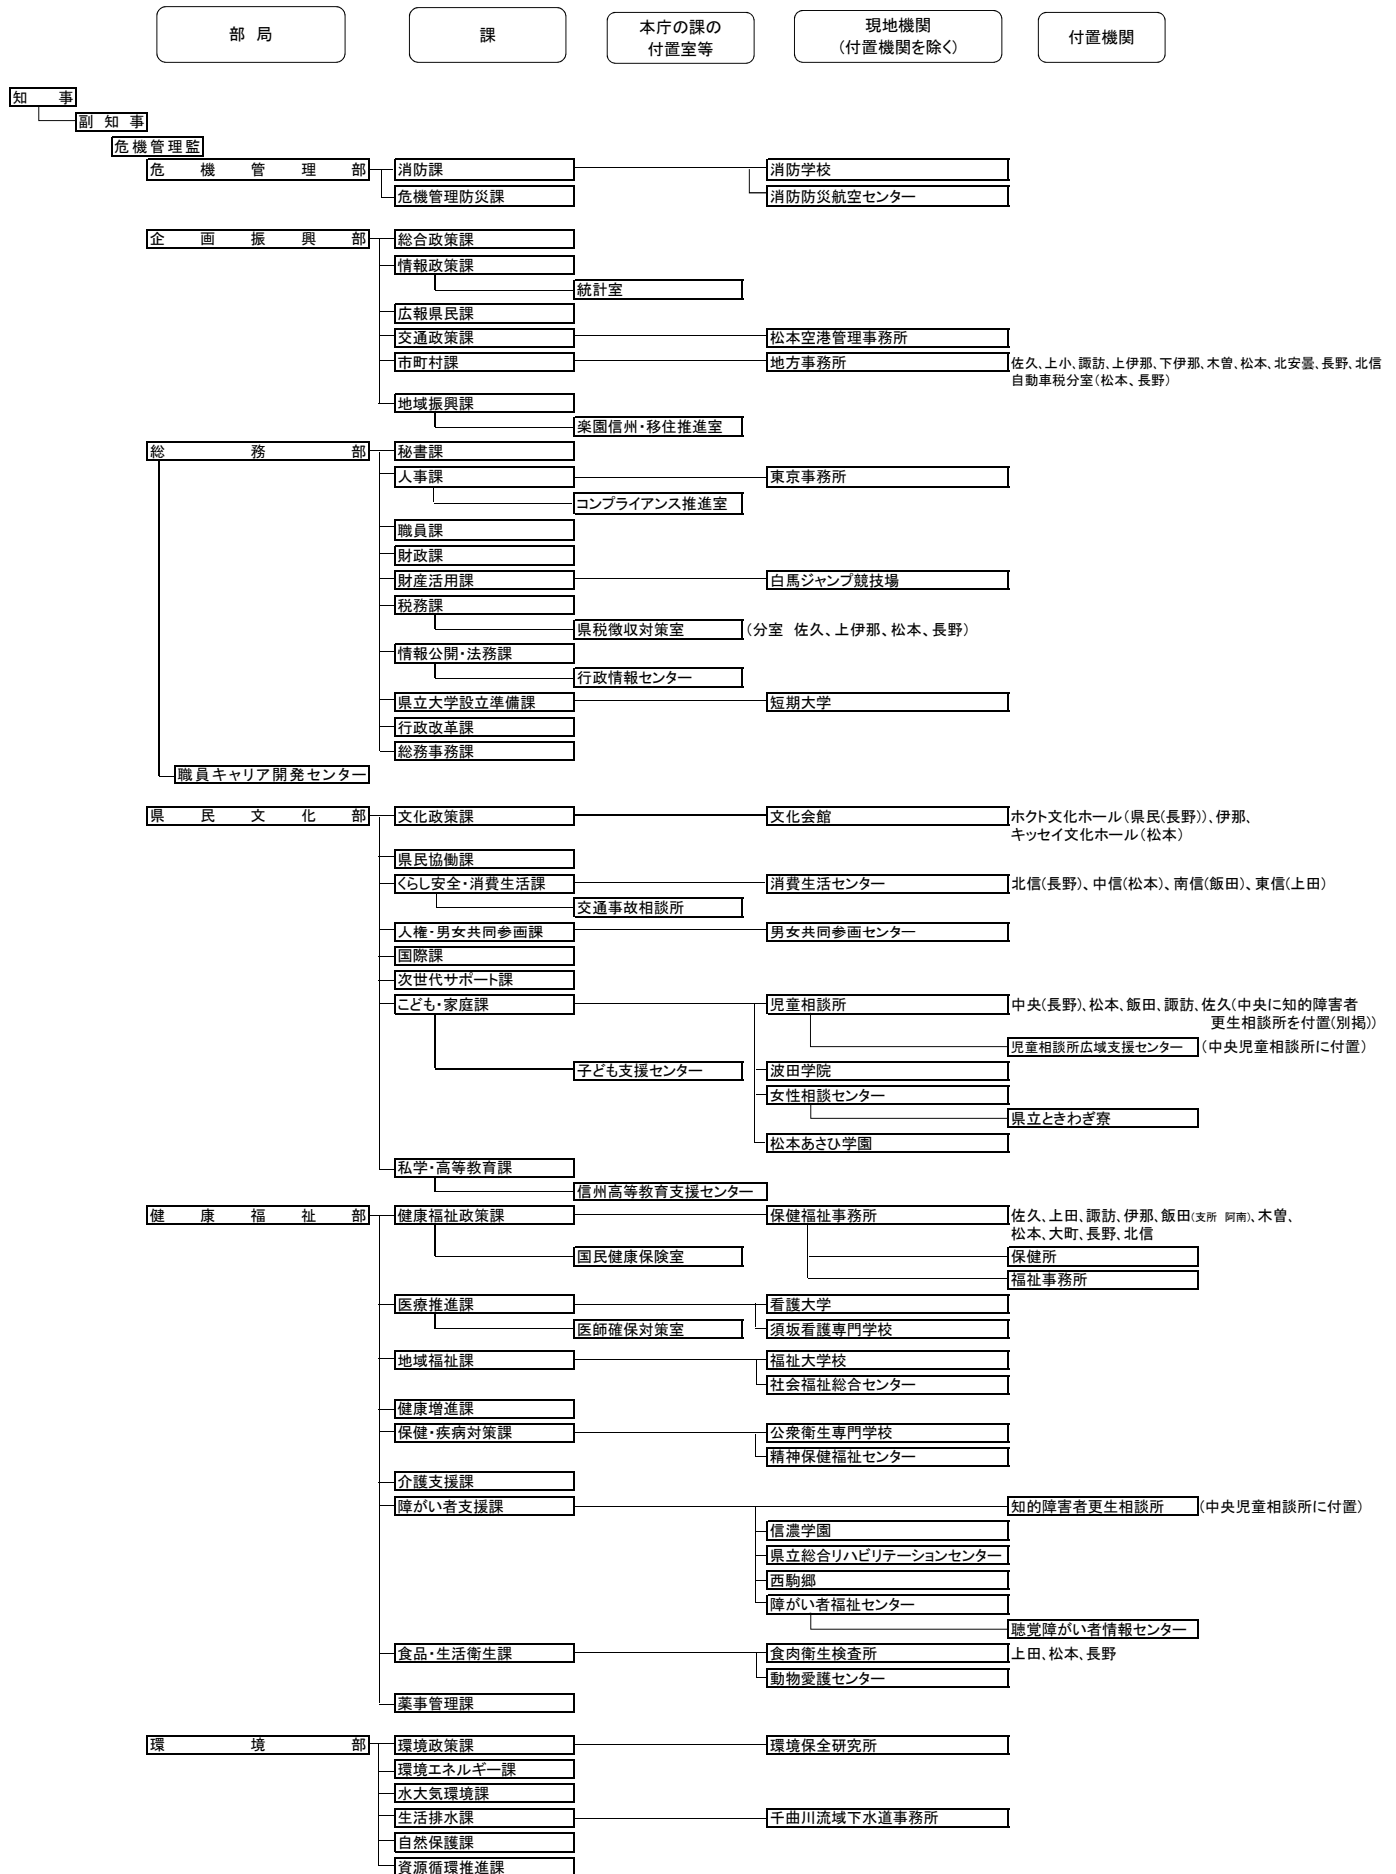 部 局
課
本庁の課の
付置室等
現地機関
(付置機関を除く)
付置機関
知 事
副 知 事
危機管理監
危 機 管 理 部
消防課
消防学校
危機管理防災課
消防防災航空センター
企 画 振 興 部
総合政策課
情報政策課
統計室
広報県民課
交通政策課
松本空港管理事務所
市町村課
地方事務所
佐久、上小、諏訪、上伊那、下伊那、木曽、松本、北安曇、長野、北信
自動車税分室(松本、長野)
地域振興課
楽園信州・移住推進室
総 務 部
秘書課
人事課
東京事務所
コンプライアンス推進室
職員課
財政課
財産活用課
白馬ジャンプ競技場
税務課
県税徴収対策室
(分室 佐久、上伊那、松本、長野)
情報公開・法務課
行政情報センター
県立大学設立準備課
短期大学
行政改革課
総務事務課
職員キャリア開発センター
県 民 文 化 部
文化政策課
文化会館
ホクト文化ホール(県民(長野))、伊那、
キッセイ文化ホール(松本)
県民協働課
くらし安全・消費生活課
消費生活センター
北信(長野)、中信(松本)、南信(飯田)、東信(上田)
交通事故相談所
人権・男女共同参画課
男女共同参画センター
国際課
次世代サポート課
こども・家庭課
児童相談所
中央(長野)、松本、飯田、諏訪、佐久(中央に知的障害者
更生相談所を付置(別掲))
児童相談所広域支援センター
(中央児童相談所に付置)
子ども支援センター
波田学院
女性相談センター
県立ときわぎ寮
松本あさひ学園
私学・高等教育課
信州高等教育支援センター
健 康 福 祉 部
健康福祉政策課
保健福祉事務所
佐久、上田、諏訪、伊那、飯田(支所 阿南)、木曽、
松本、大町、長野、北信
国民健康保険室
保健所
福祉事務所
医療推進課
看護大学
医師確保対策室
須坂看護専門学校
地域福祉課
福祉大学校
社会福祉総合センター
健康増進課
保健・疾病対策課
公衆衛生専門学校
精神保健福祉センター
介護支援課
障がい者支援課
知的障害者更生相談所
(中央児童相談所に付置)
信濃学園
県立総合リハビリテーションセンター
西駒郷
障がい者福祉センター
聴覚障がい者情報センター
食品・生活衛生課
食肉衛生検査所
上田、松本、長野
動物愛護センター
薬事管理課
環 境 部
環境政策課
環境保全研究所
環境エネルギー課
水大気環境課
生活排水課
千曲川流域下水道事務所
自然保護課
資源循環推進課